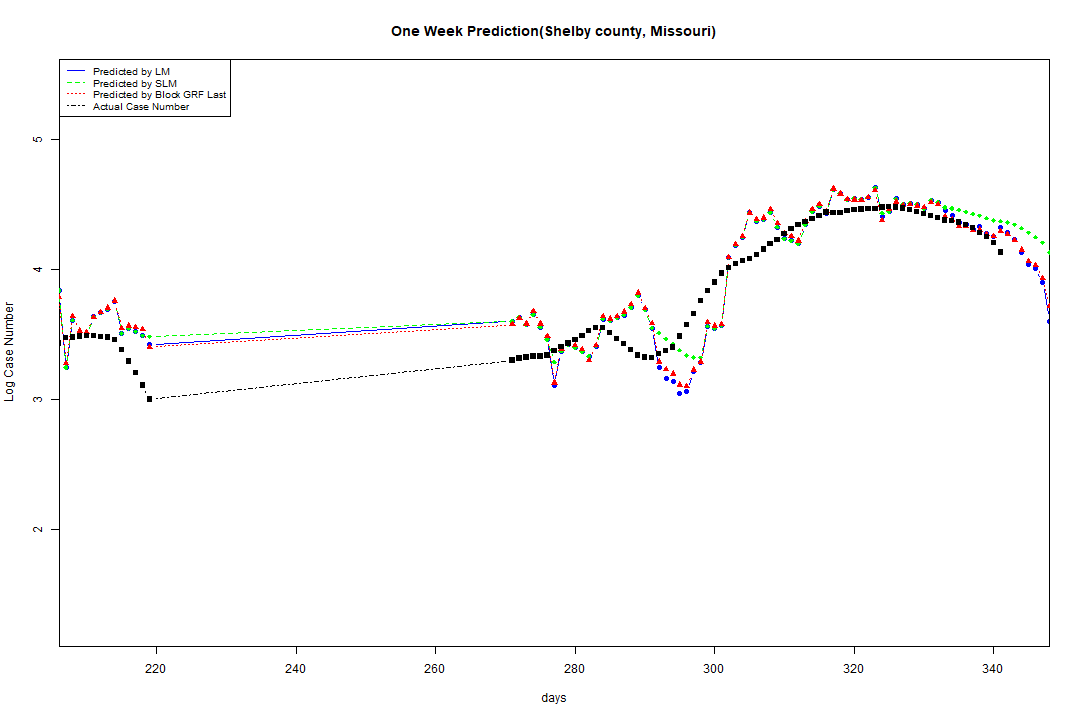 One Week Prediction(Shelby county, Missouri)
Predicted by LM
Predicted by SLM
Predicted by Block GRF Last
Actual Case Number
5
4
3
2
Log Case Number
220 240 260 280 300 320 340
days